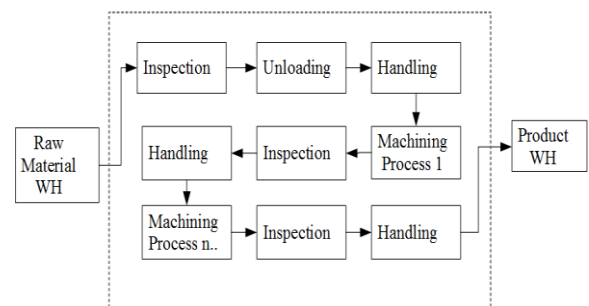 Inspection
Unloading
Handling
Raw
Material
WH
Handling
Inspection
Machining
Process 1
Product
WH
Machining
Process n..
Inspection
Handling